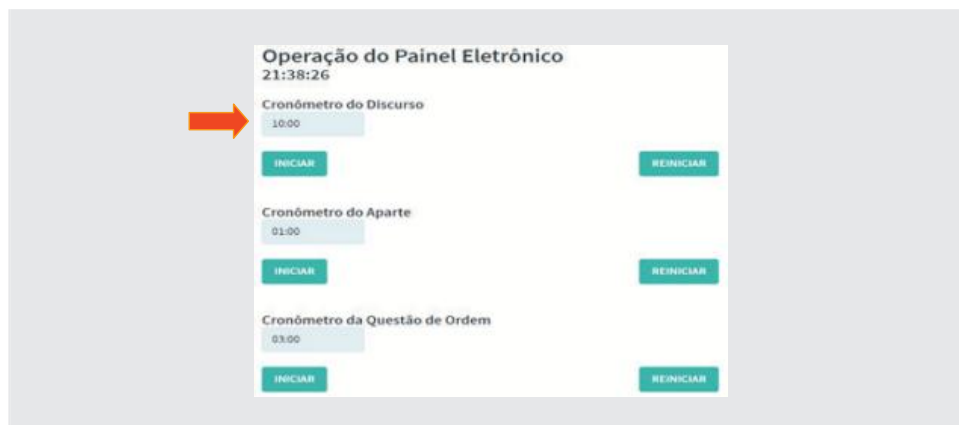 Operação do Painel Eletrônico
21:38:26
Cronômetro do Discurso
10:00
INICIAR REINICIAR
Cronômetro do Aparte
01:00
INICIAR REINICIAR
Cronômetro da Questão de Ordem
03:00
INICIAR REINICIAR